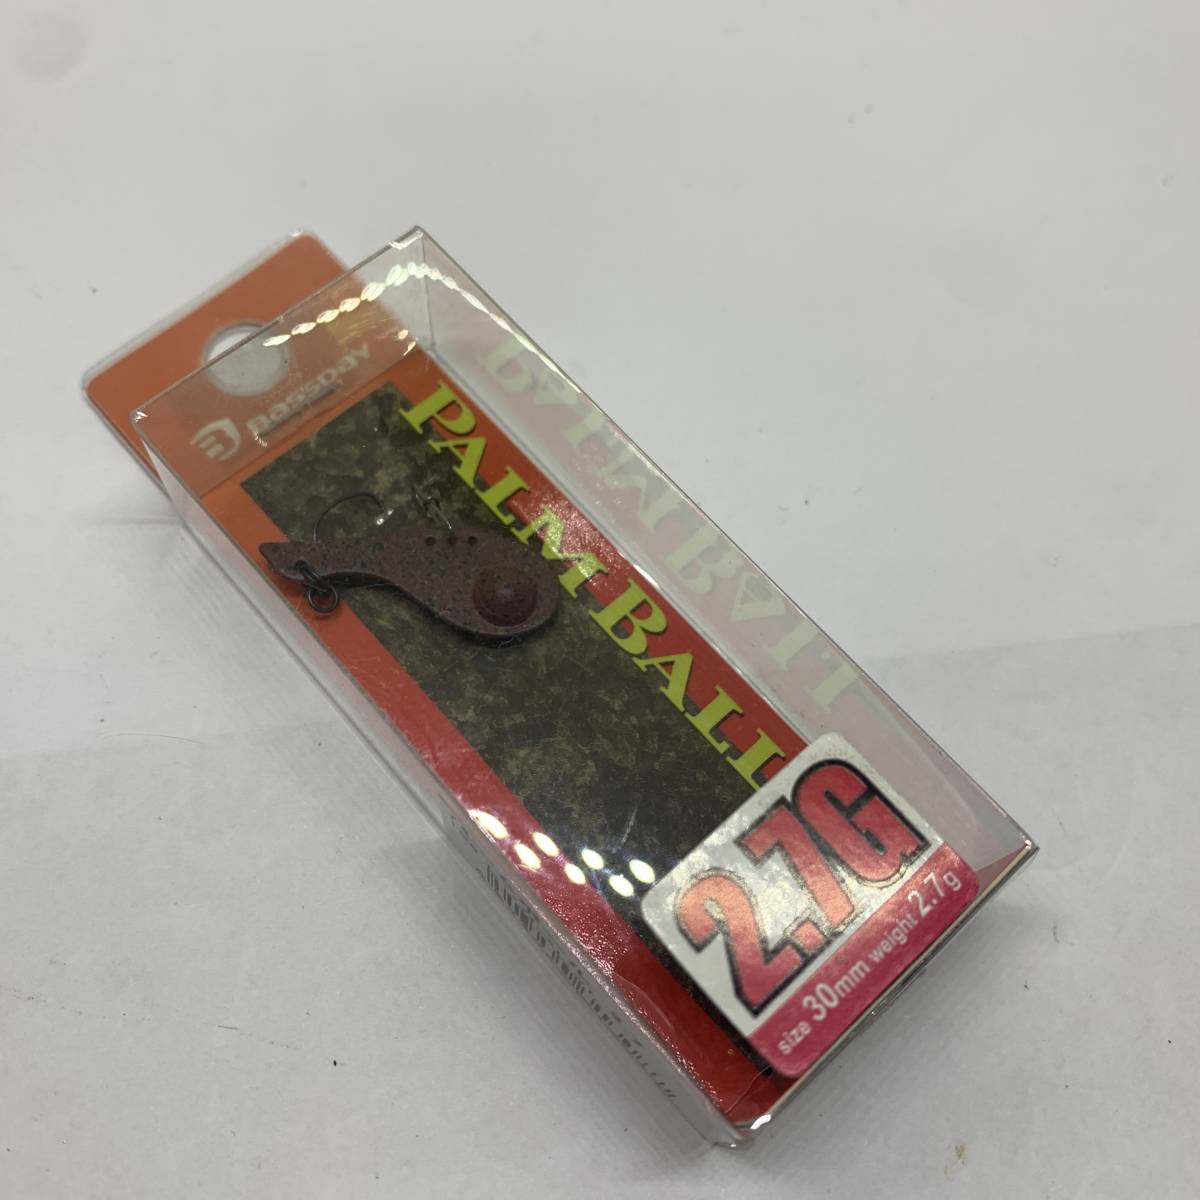 BASSDAY
PALM BALL
2.7G
size 30mm weight 2.7g